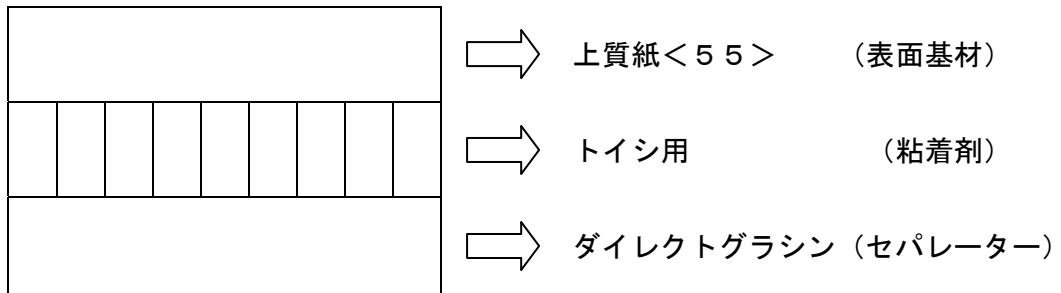 上質紙＜５５＞　（表面基材）
トイシ用　（粘着剤）
ダイレクトグラシン（セパレーター）